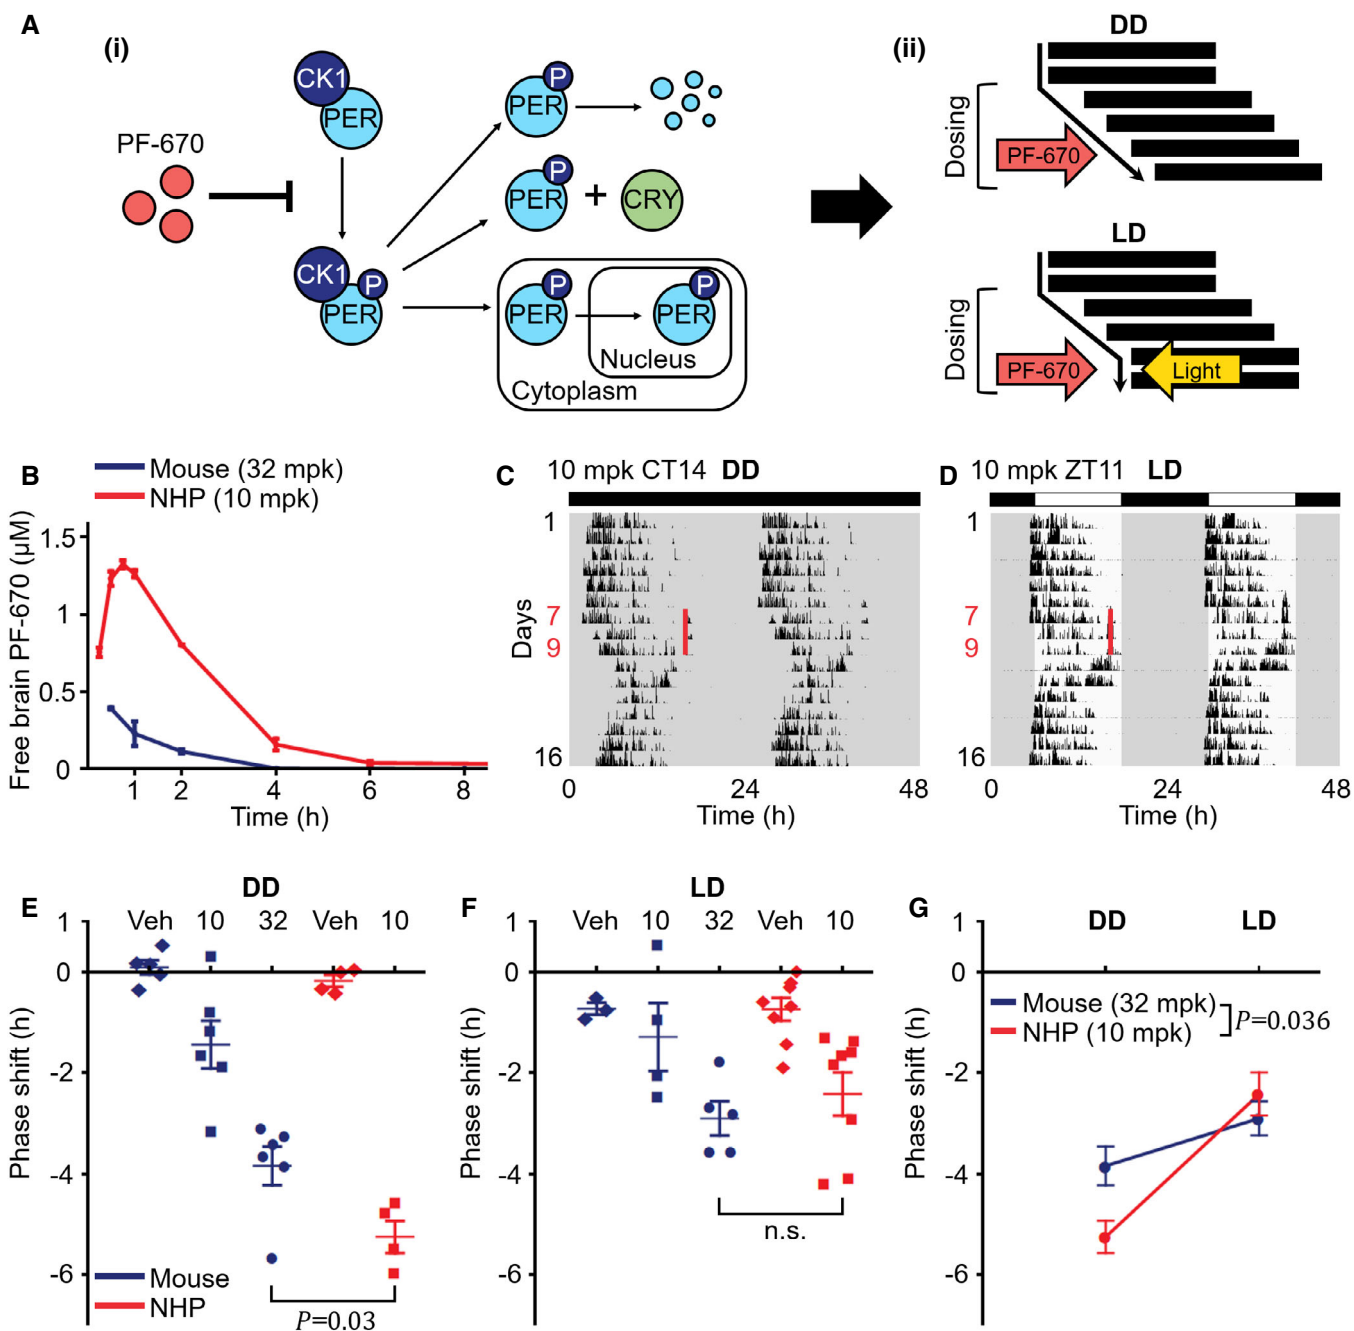 A
(i)
CK1
PER
PF-670
CK1
P
PER
P
PER
P
PER
+
CRY
P
PER
P
PER
Nucleus
Cytoplasm
(ii)
DD
Dosing
PF-670
LD
Dosing
PF-670
Light
B
Mouse (32 mpk)
NHP (10 mpk)
Free brain PF-670 (µM)
1.5
1
0.5
0
1 2 4 6 8
Time (h)
C
10 mpk CT14 DD
Days
1
7
9
16
0 24 48
Time (h)
D
10 mpk ZT11 LD
1
7
9
16
0 24 48
Time (h)
E
DD
Veh 10 32 Veh 10
Phase shift (h)
1
0
-2
-4
-6
Mouse
NHP
P=0.03
F
LD
Veh 10 32 Veh 10
Phase shift (h)
1
0
-2
-4
-6
n.s.
G
DD LD
Phase shift (h)
1
0
-2
-4
-6
Mouse (32 mpk)
NHP (10 mpk)
P=0.036